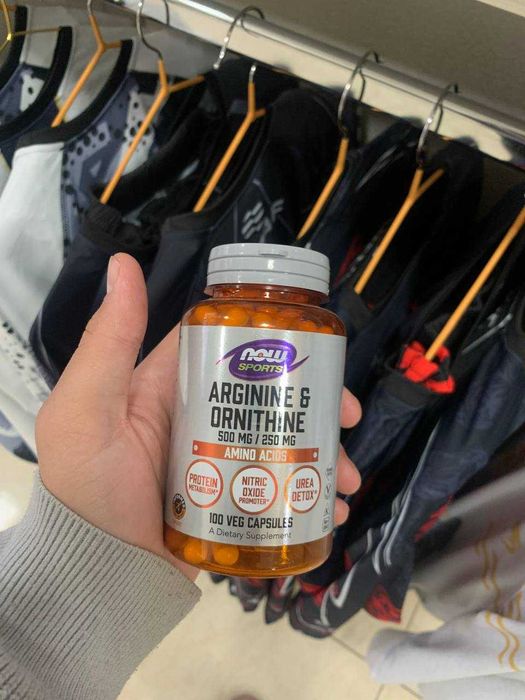 NOW
SPORTS®
ARGININE &
ORNITHINE
500 MG / 250 MG
AMINO ACIDS
PROTEIN
METABOLISM*
NITRIC
OXIDE
PROMOTER*
UREA
DETOX*
100 VEG CAPSULES
A Dietary Supplement